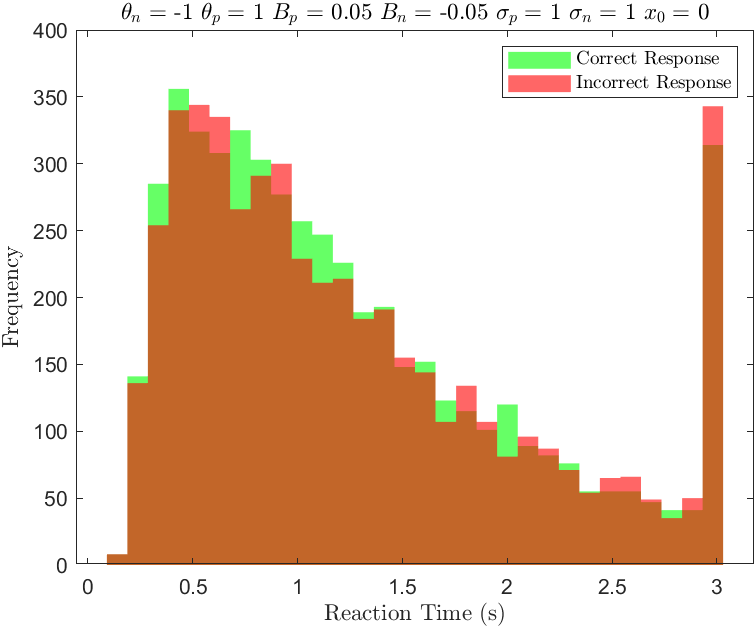 θₙ = -1 θₚ = 1 Bₚ = 0.05 Bₙ = -0.05 σₚ = 1 σₙ = 1 x₀ = 0
400
350
300
250
200
150
100
50
0
Frequency
Correct Response
Incorrect Response
0 0.5 1 1.5 2 2.5 3
Reaction Time (s)